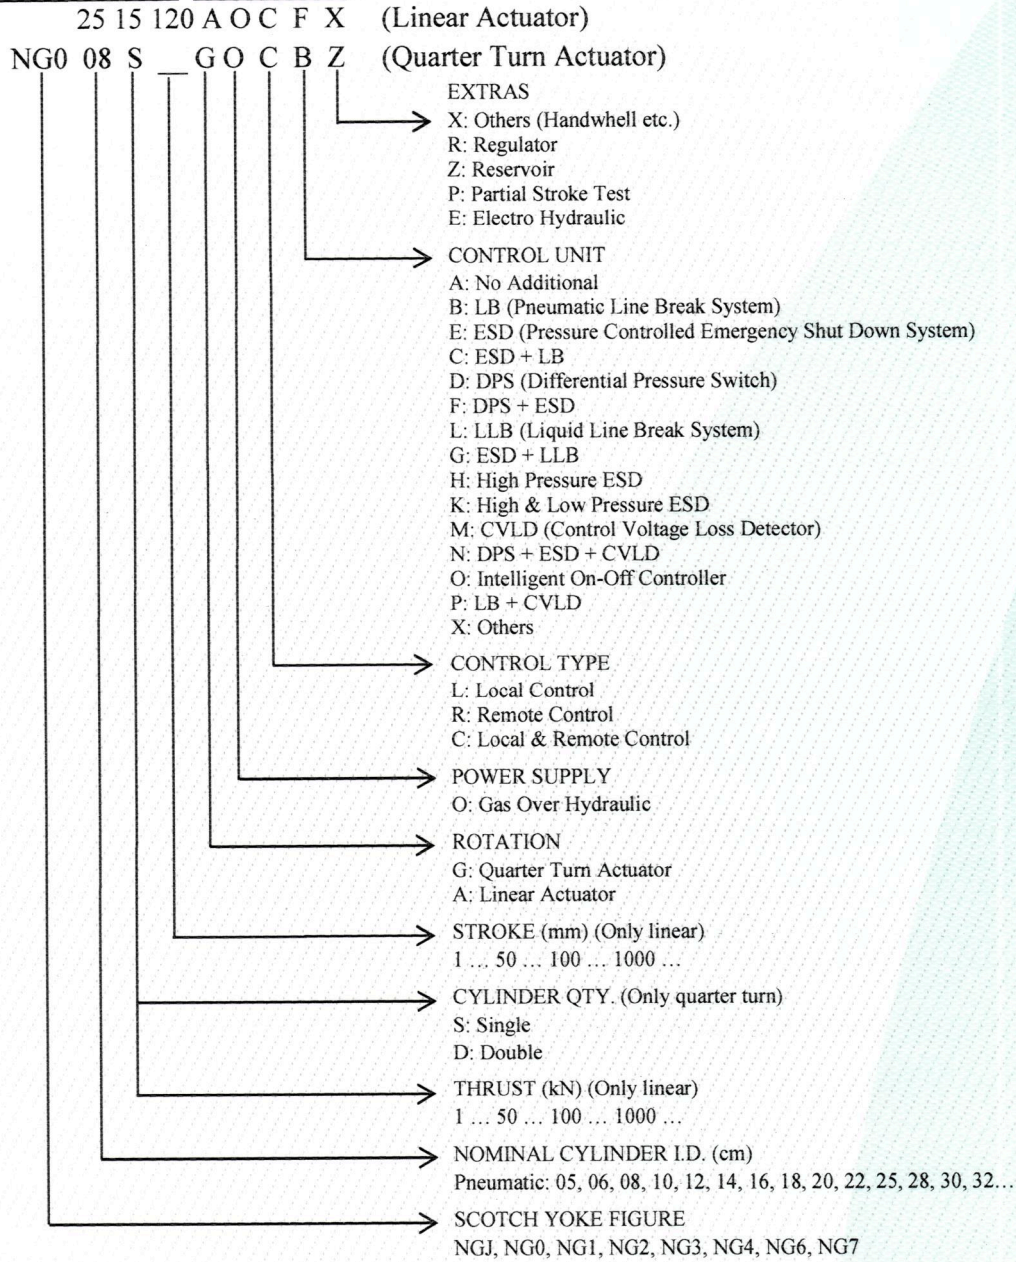 25 15 120 A O C F X (Linear Actuator)
NG0 08 S __ G O C B Z (Quarter Turn Actuator)
EXTRAS
X: Others (Handwhell etc.)
R: Regulator
Z: Reservoir
P: Partial Stroke Test
E: Electro Hydraulic
CONTROL UNIT
A: No Additional
B: LB (Pneumatic Line Break System)
E: ESD (Pressure Controlled Emergency Shut Down System)
C: ESD + LB
D: DPS (Differential Pressure Switch)
F: DPS + ESD
L: LLB (Liquid Line Break System)
G: ESD + LLB
H: High Pressure ESD
K: High & Low Pressure ESD
M: CVLD (Control Voltage Loss Detector)
N: DPS + ESD + CVLD
O: Intelligent On-Off Controller
P: LB + CVLD
X: Others
CONTROL TYPE
L: Local Control
R: Remote Control
C: Local & Remote Control
POWER SUPPLY
O: Gas Over Hydraulic
ROTATION
G: Quarter Turn Actuator
A: Linear Actuator
STROKE (mm) (Only linear)
1 ... 50 ... 100 ... 1000 ...
CYLINDER QTY. (Only quarter turn)
S: Single
D: Double
THRUST (kN) (Only linear)
1 ... 50 ... 100 ... 1000 ...
NOMINAL CYLINDER I.D. (cm)
Pneumatic: 05, 06, 08, 10, 12, 14, 16, 18, 20, 22, 25, 28, 30, 32...
SCOTCH YOKE FIGURE
NGJ, NG0, NG1, NG2, NG3, NG4, NG6, NG7